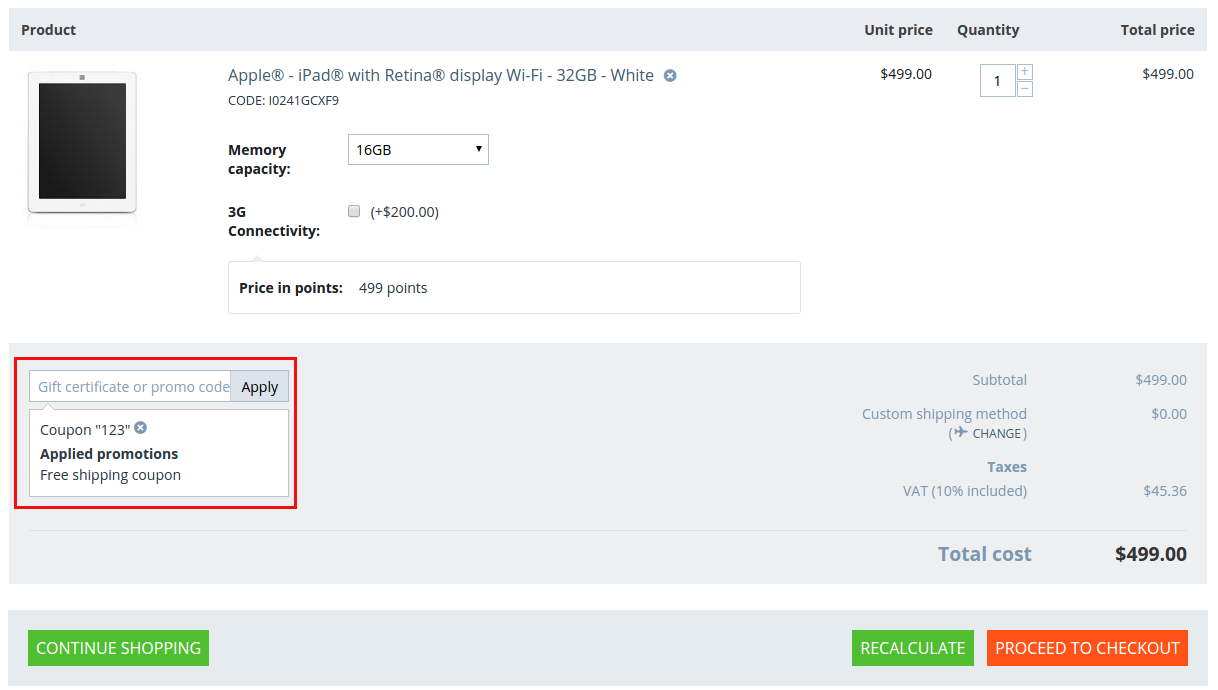 Product Unit price Quantity Total price
Apple® - iPad® with Retina® display Wi-Fi - 32GB - White $499.00 1 + − $499.00
CODE: I0241GCXF9
Memory
capacity:
16GB
3G
Connectivity:
(+$200.00)
Price in points: 499 points
Gift certificate or promo code Apply
Coupon "123"
Applied promotions
Free shipping coupon
Subtotal $499.00
Custom shipping method $0.00
( CHANGE)
Taxes
VAT (10% included) $45.36
Total cost $499.00
CONTINUE SHOPPING RECALCULATE PROCEED TO CHECKOUT